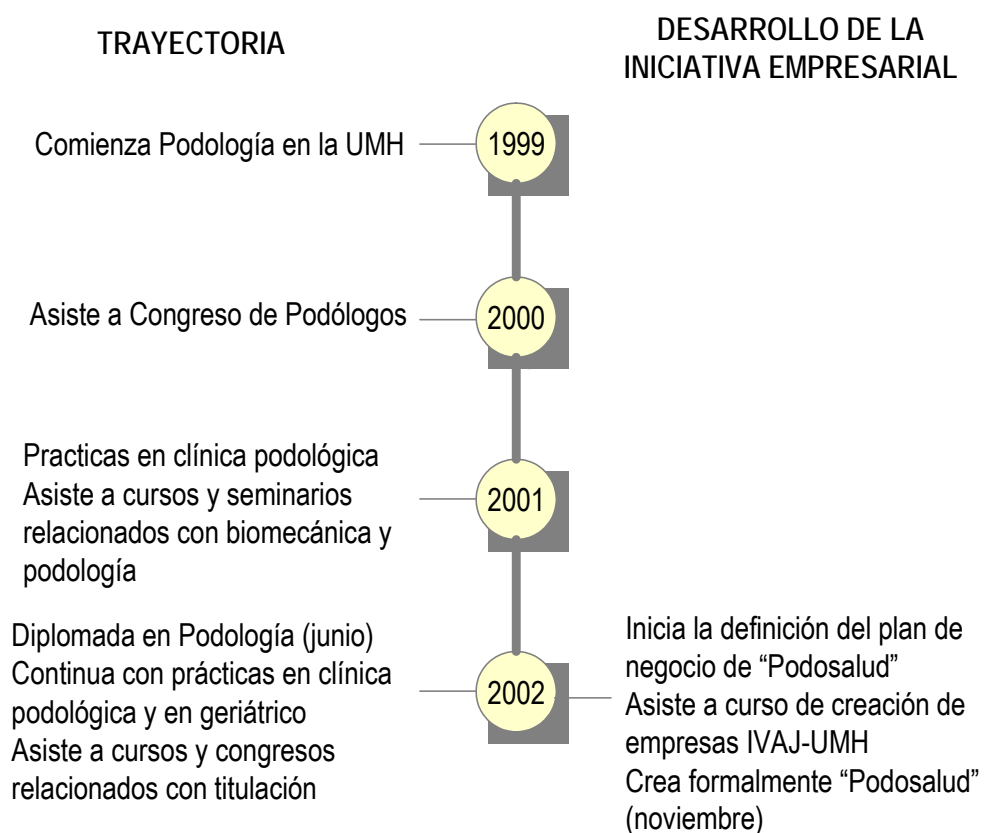 TRAYECTORIA
DESARROLLO DE LA
INICIATIVA EMPRESARIAL
Comienza Podología en la UMH
1999
Asiste a Congreso de Podólogos
2000
Practicas en clínica podológica
Asiste a cursos y seminarios
relacionados con biomecánica y
podología
2001
Diplomada en Podología (junio)
Continua con prácticas en clínica
podológica y en geriátrico
Asiste a cursos y congresos
relacionados con titulación
2002
Inicia la definición del plan de
negocio de “Podosalud”
Asiste a curso de creación de
empresas IVAJ-UMH
Crea formalmente “Podosalud”
(noviembre)